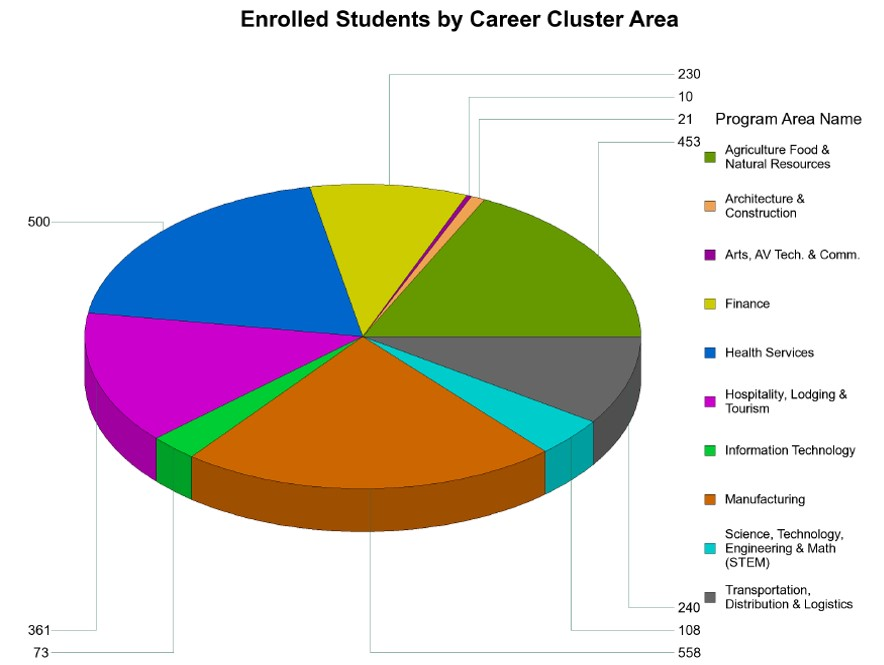 Enrolled Students by Career Cluster Area
230
10
21
453
500
361
73
240
108
558
Program Area Name
Agriculture Food &
Natural Resources
Architecture &
Construction
Arts, AV Tech. & Comm.
Finance
Health Services
Hospitality, Lodging &
Tourism
Information Technology
Manufacturing
Science, Technology,
Engineering & Math
(STEM)
Transportation,
Distribution & Logistics